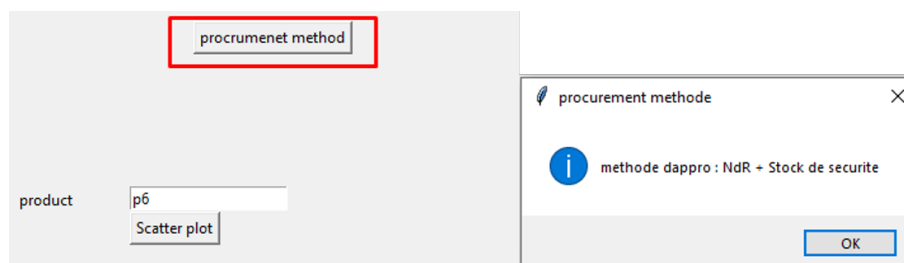 procrumenet method
procurement methode
methode dappro : NdR + Stock de securite
product
p6
Scatter plot
OK